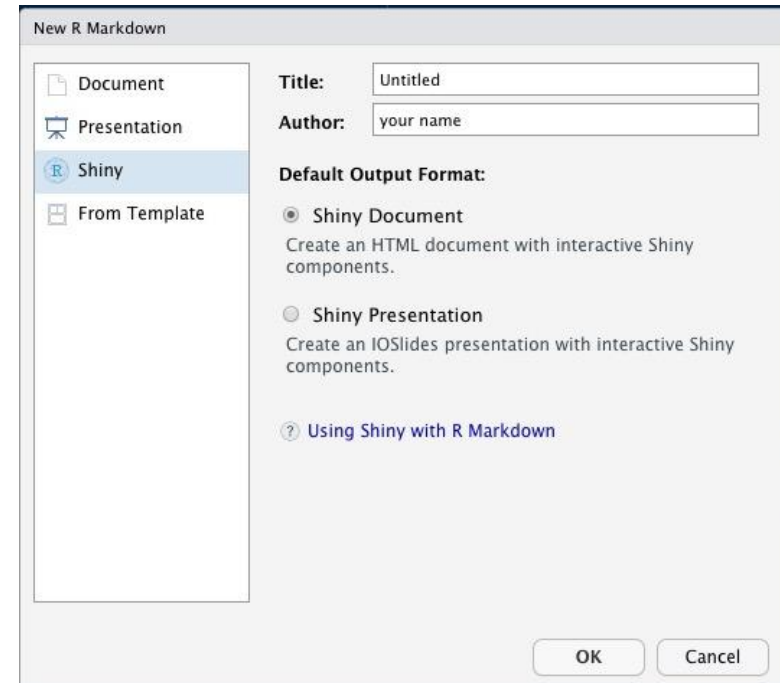 New R Markdown
Document
Presentation
R Shiny
From Template
Title: Untitled
Author: your name
Default Output Format:
Shiny Document
Create an HTML document with interactive Shiny
components.
Shiny Presentation
Create an IOSlides presentation with interactive Shiny
components.
? Using Shiny with R Markdown
OK Cancel